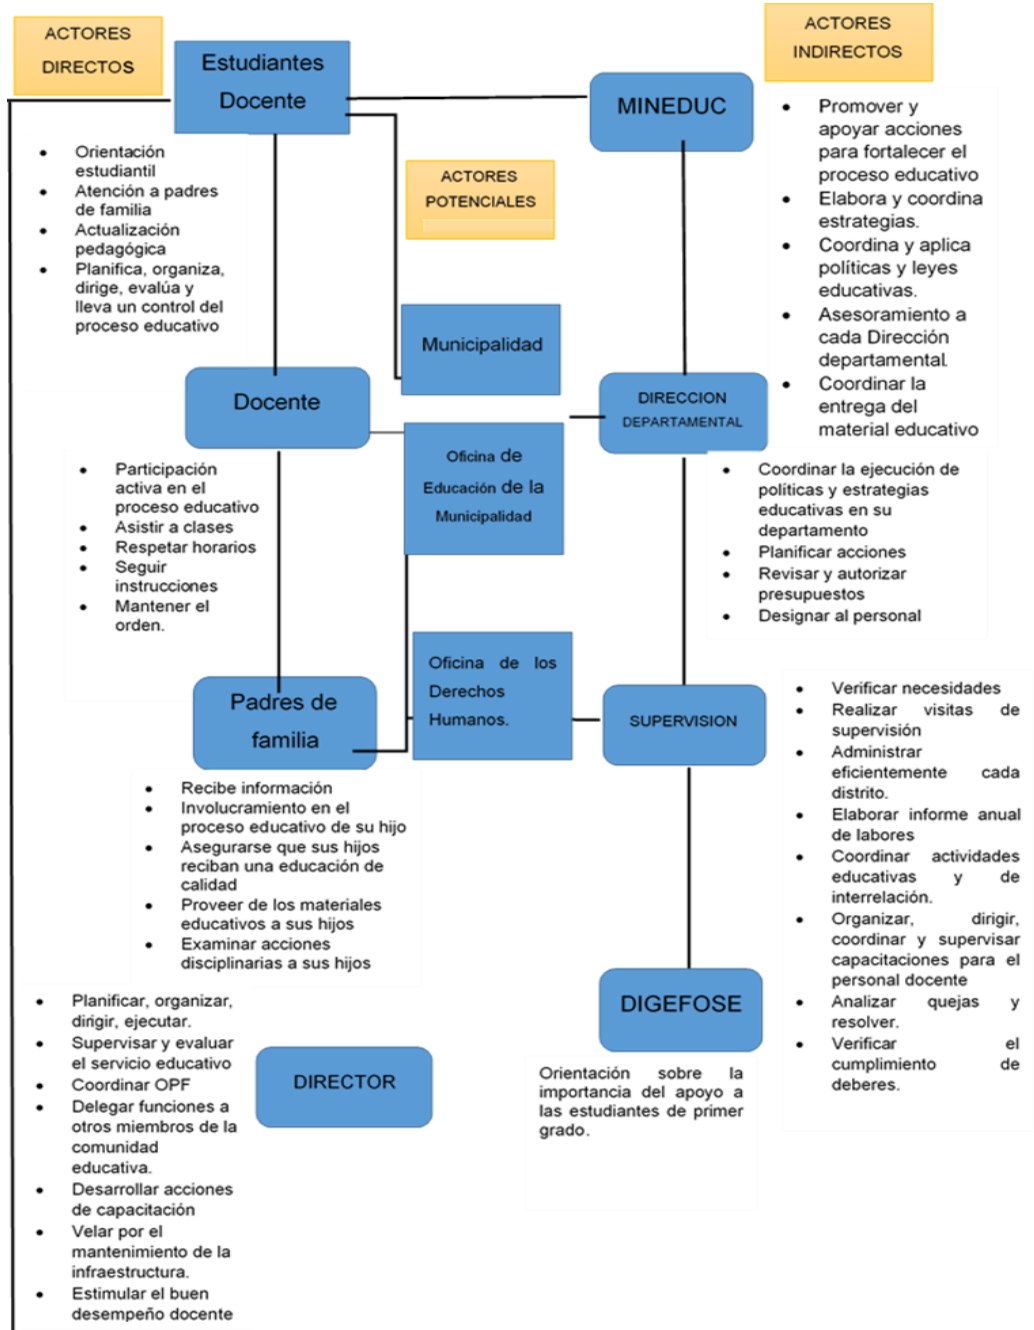 ACTORES
DIRECTOS
Estudiantes
Docente
ACTORES
INDIRECTOS
MINEDUC
• Orientación
estudiantil
• Atención a padres
de familia
• Actualización
pedagógica
• Planifica, organiza,
dirige, evalúa y
lleva un control del
proceso educativo
ACTORES
POTENCIALES
• Promover y
apoyar acciones
para fortalecer el
proceso educativo
• Elabora y coordina
estrategias.
• Coordina y aplica
políticas y leyes
educativas.
• Asesoramiento a
cada Dirección
departamental.
• Coordinar la
entrega del
material educativo
Municipalidad
Docente
DIRECCION
DEPARTAMENTAL
Oficina de
Educación de la
Municipalidad
• Participación
activa en el
proceso educativo
• Asistir a clases
• Respetar horarios
• Seguir
instrucciones
• Mantener el
orden.
• Coordinar la ejecución de
políticas y estrategias
educativas en su
departamento
• Planificar acciones
• Revisar y autorizar
presupuestos
• Designar al personal
Padres de
familia
Oficina de los
Derechos
Humanos.
SUPERVISION
• Recibe información
• Involucramiento en el
proceso educativo de su hijo
• Asegurarse que sus hijos
reciban una educación de
calidad
• Proveer de los materiales
educativos a sus hijos
• Examinar acciones
disciplinarias a sus hijos
• Verificar necesidades
• Realizar visitas de
supervisión
• Administrar
eficientemente cada
distrito.
• Elaborar informe anual
de labores
• Coordinar actividades
educativas y de
interrelación.
• Organizar, dirigir,
coordinar y supervisar
capacitaciones para el
personal docente
• Analizar quejas y
resolver.
• Verificar el
cumplimiento de
deberes.
• Planificar, organizar,
dirigir, ejecutar.
• Supervisar y evaluar
el servicio educativo
• Coordinar OPF
• Delegar funciones a
otros miembros de la
comunidad
educativa.
• Desarrollar acciones
de capacitación
• Velar por el
mantenimiento de la
infraestructura.
• Estimular el buen
desempeño docente
DIRECTOR
DIGEFOSE
Orientación sobre la
importancia del apoyo a
las estudiantes de primer
grado.